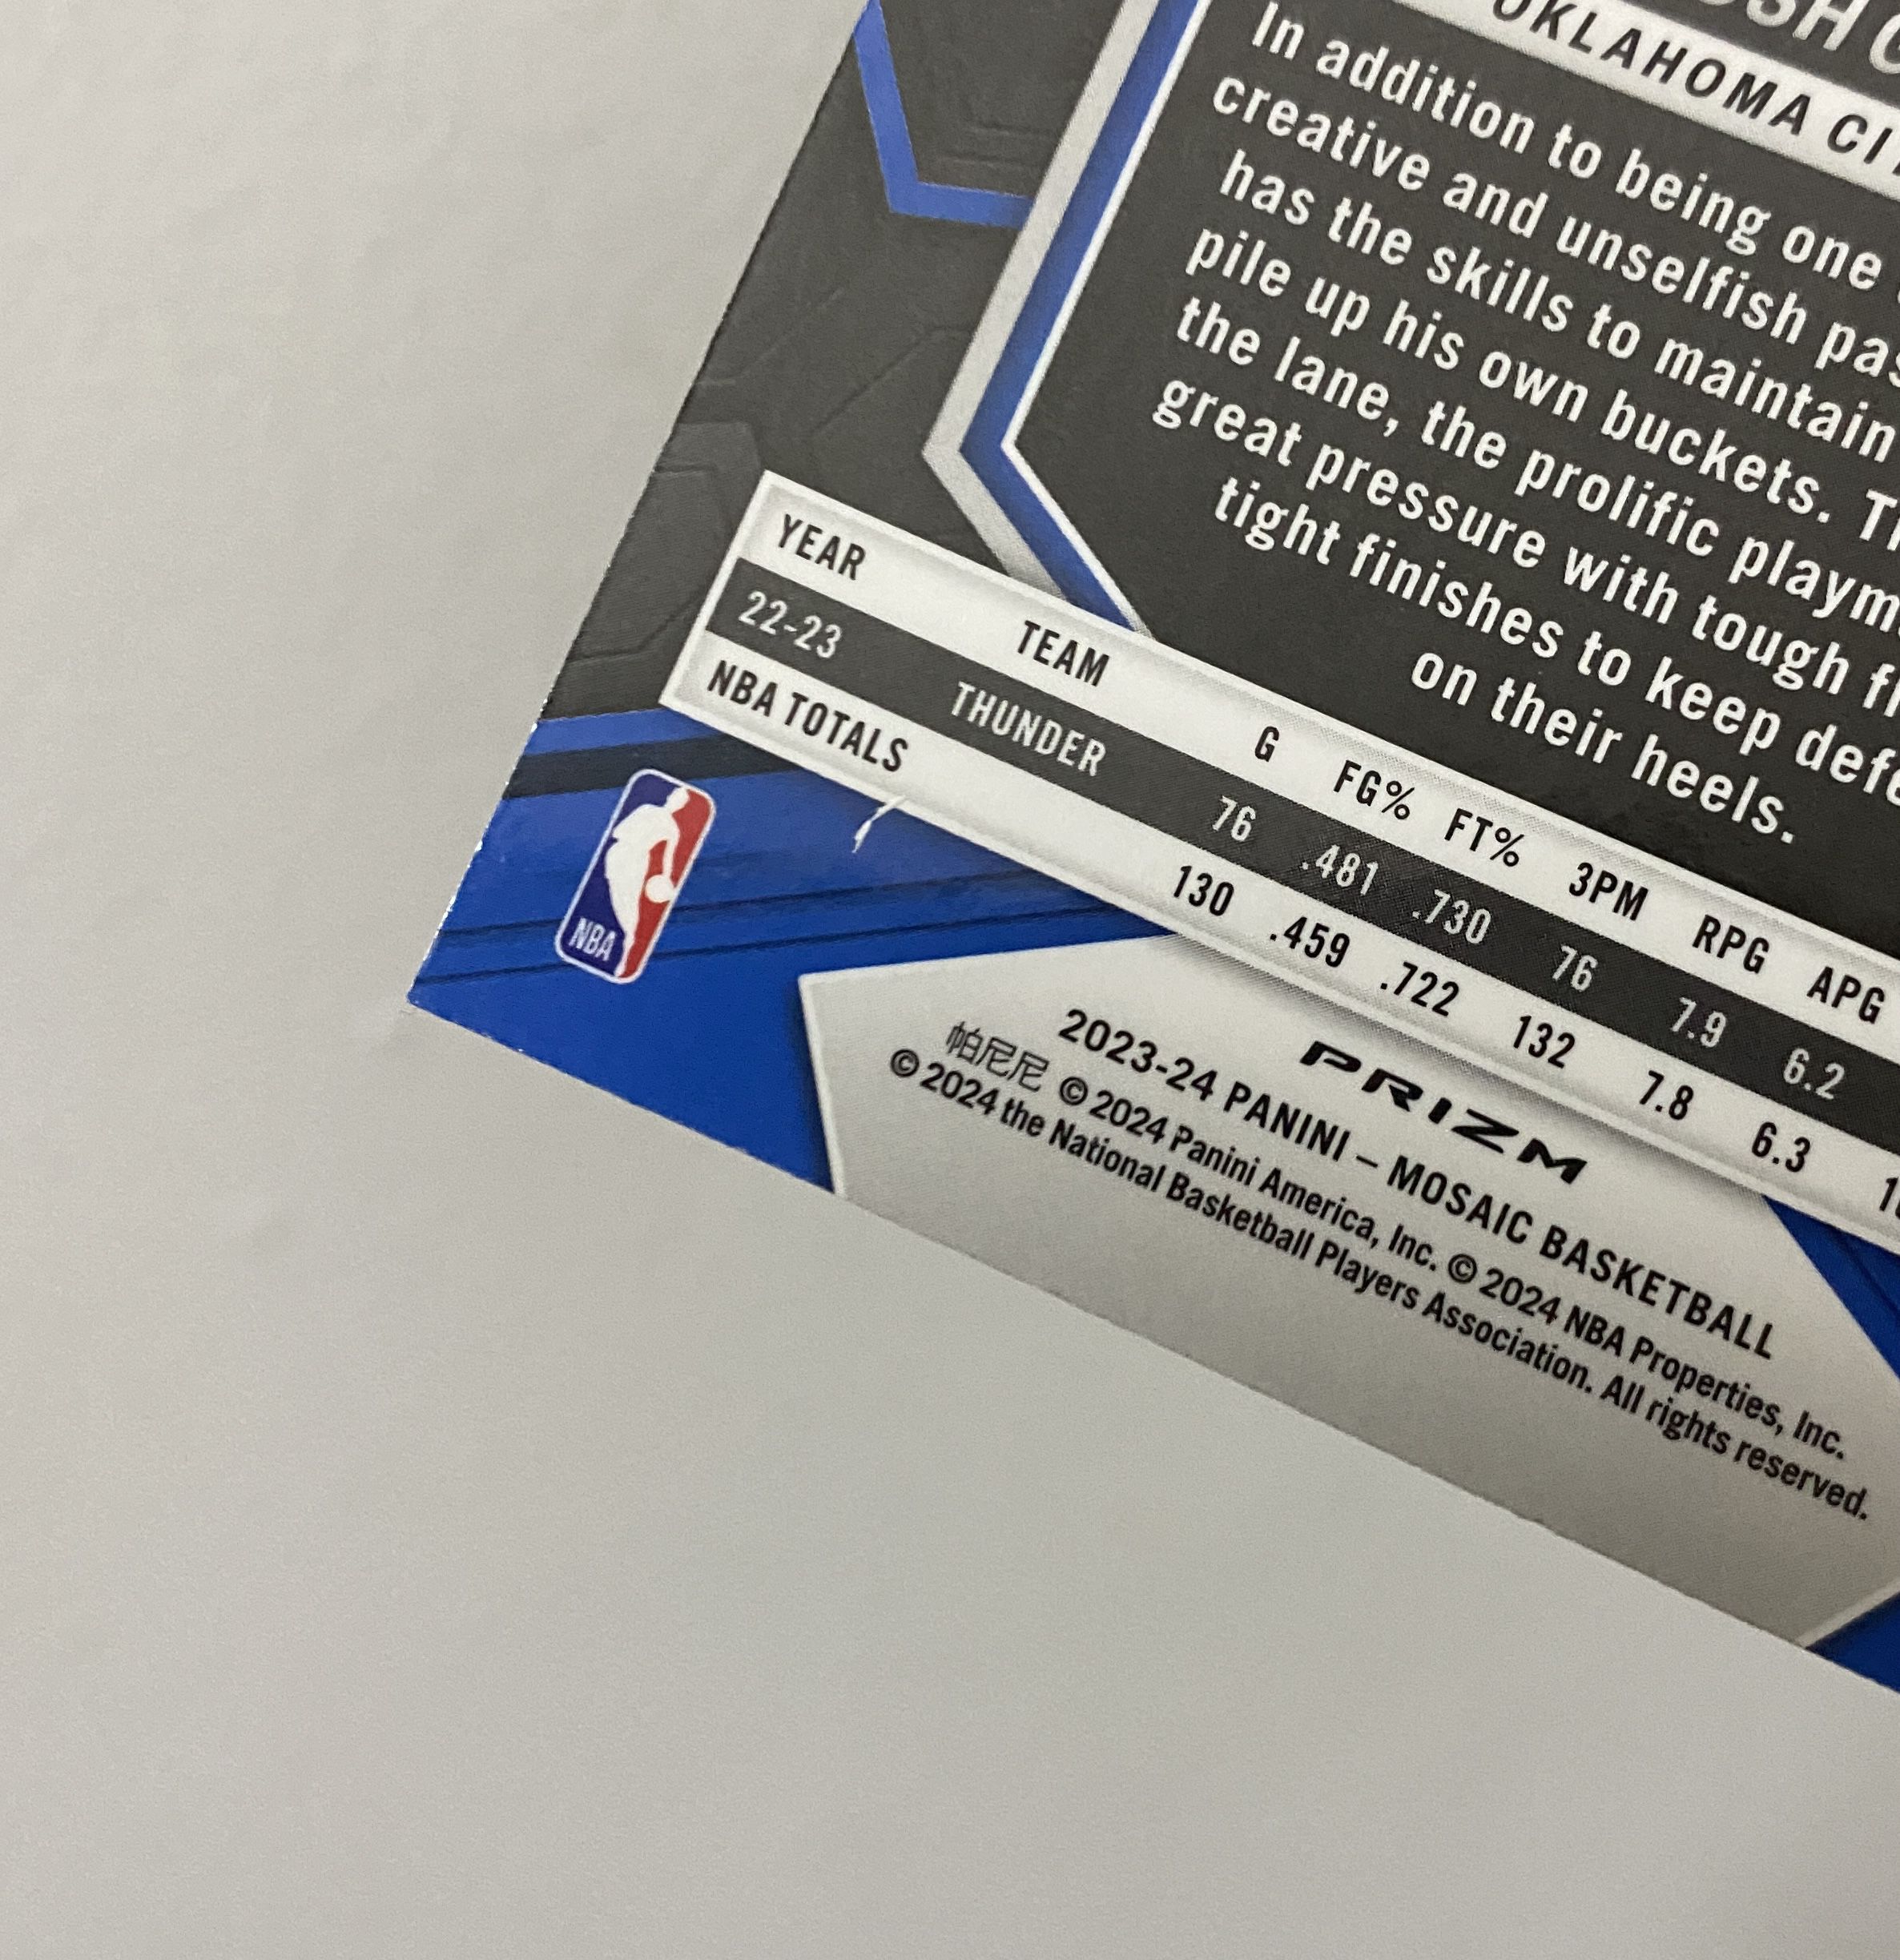 OKLAHOMA
In addition to being one
creative and unselfish
has the skills to maintain
pile up his own buckets.
the lane, the prolific
great pressure with tough
tight finishes to keep
on their heels.
YEAR TEAM G FG% FT% 3PM RPG APG
22-23 THUNDER 76 .481 .730 76 7.9 6.2
NBA TOTALS 130 .459 .722 132 7.8 6.3
NBA
PRIZM
2023-24 PANINI – MOSAIC BASKETBALL
帕尼尼 © 2024 Panini America, Inc. © 2024 NBA Properties, Inc.
© 2024 the National Basketball Players Association. All rights reserved.